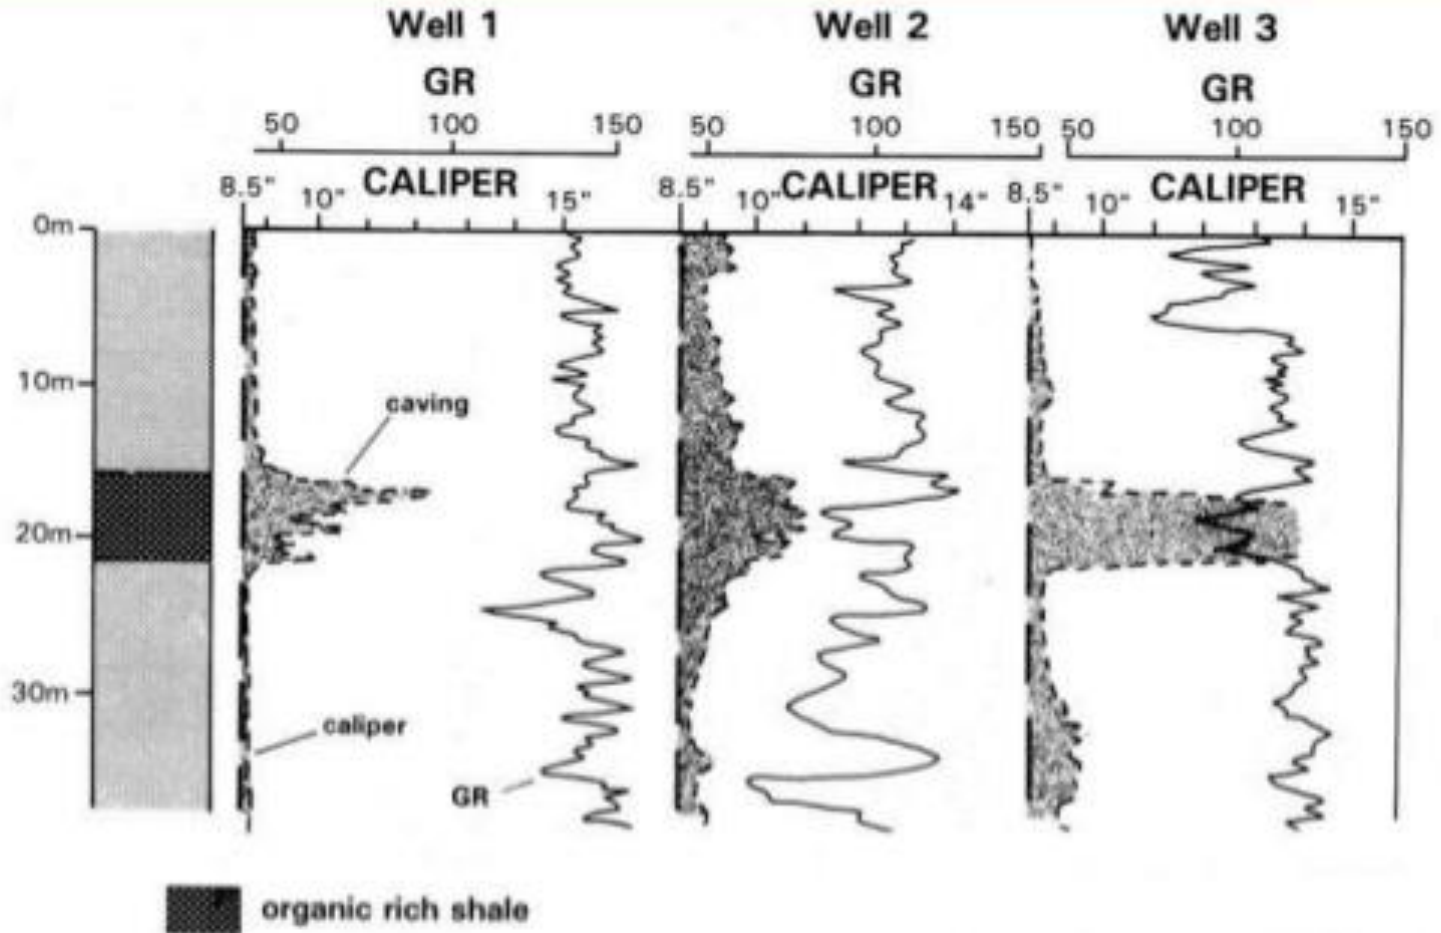 Well 1 Well 2 Well 3
GR GR GR
50 100 150 50 100 150 50 100 150
8.5" 10" CALIPER 15" 8.5" 10" CALIPER 14" 8.5" 10" CALIPER 15"
0m
10m
caving
20m
30m
caliper
GR
organic rich shale